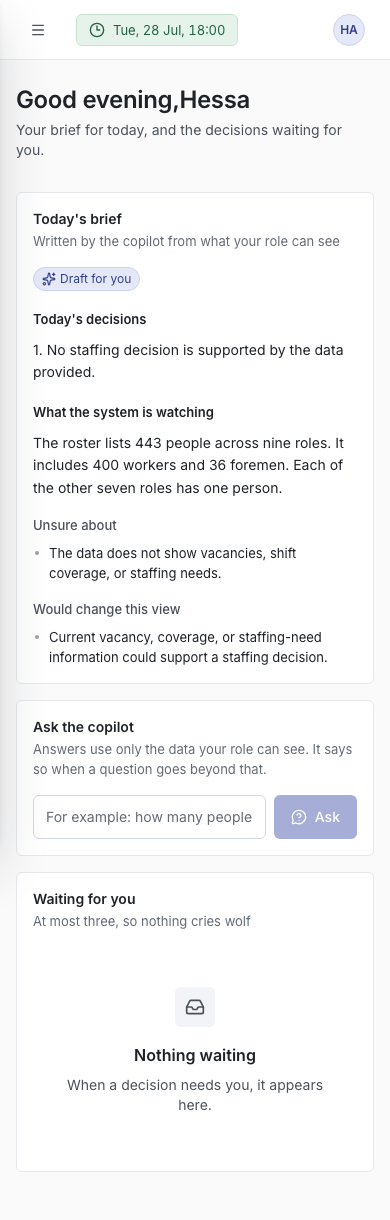 Tue, 28 Jul, 18:00
HA
Good evening,Hessa
Your brief for today, and the decisions waiting for
you.
Today's brief
Written by the copilot from what your role can see
Draft for you
Today's decisions
1. No staffing decision is supported by the data
provided.
What the system is watching
The roster lists 443 people across nine roles. It
includes 400 workers and 36 foremen. Each of
the other seven roles has one person.
Unsure about
• The data does not show vacancies, shift
coverage, or staffing needs.
Would change this view
• Current vacancy, coverage, or staffing-need
information could support a staffing decision.
Ask the copilot
Answers use only the data your role can see. It says
so when a question goes beyond that.
For example: how many people
Ask
Waiting for you
At most three, so nothing cries wolf
Nothing waiting
When a decision needs you, it appears
here.